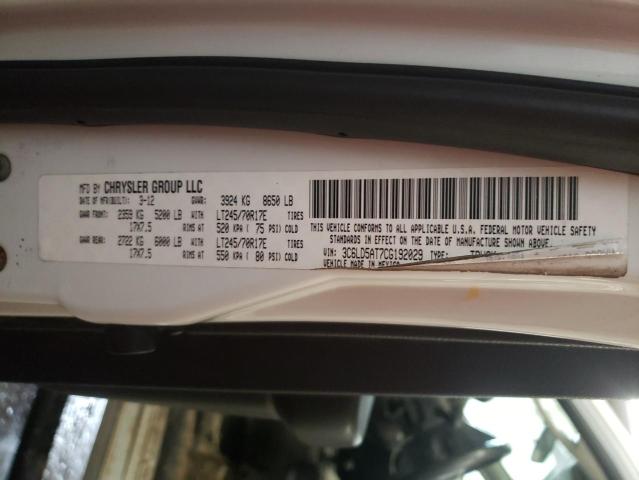 MFD BY CHRYSLER GROUP LLC
DATE OF MFR(BUILT): 3-12 GVWR: 3924 KG 8650 LB
GAWR FRONT: 2359 KG 5200 LB WITH LT245/70R17E TIRES
17X7.5 RIMS AT 520 KPA ( 75 PSI) COLD
GAWR REAR: 2722 KG 6000 LB WITH LT245/70R17E TIRES
17X7.5 RIMS AT 550 KPA ( 80 PSI) COLD
THIS VEHICLE CONFORMS TO ALL APPLICABLE U.S.A. FEDERAL MOTOR VEHICLE SAFETY
STANDARDS IN EFFECT ON THE DATE OF MANUFACTURE SHOWN ABOVE.
VIN: 3C6LD5AT7CG192029 TYPE:
MADE IN MEXICO